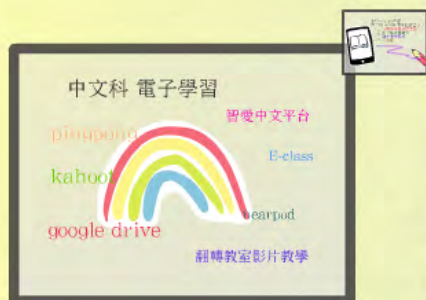 中文科 電子學習
智愛中文平台
pingpong
E-class
kahoot
nearpod
google drive
翻轉教室影片教學